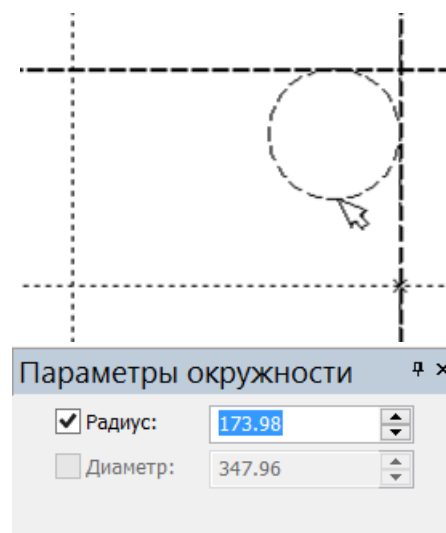 Параметры окружности
Радиус: 173.98
Диаметр: 347.96